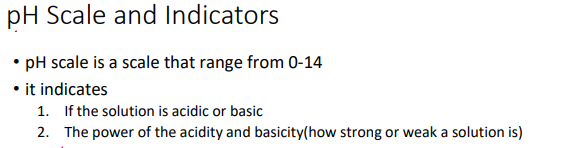 pH Scale and Indicators
• pH scale is a scale that range from 0-14
• it indicates
1. If the solution is acidic or basic
2. The power of the acidity and basicity(how strong or weak a solution is)